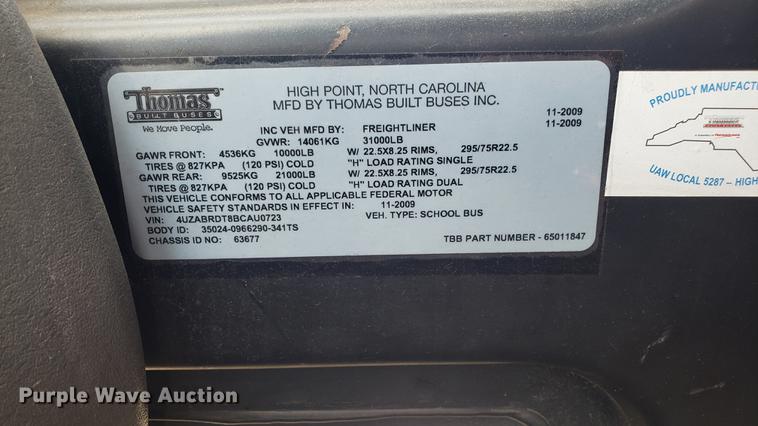 Thomas
BUILT BUSES
We Move People.
HIGH POINT, NORTH CAROLINA
MFD BY THOMAS BUILT BUSES INC.
11-2009
INC VEH MFD BY: FREIGHTLINER 11-2009
GVWR: 14061KG 31000LB
GAWR FRONT: 4536KG 10000LB W/ 22.5X8.25 RIMS, 295/75R22.5
TIRES @ 827KPA (120 PSI) COLD "H" LOAD RATING SINGLE
GAWR REAR: 9525KG 21000LB W/ 22.5X8.25 RIMS, 295/75R22.5
TIRES @ 827KPA (120 PSI) COLD "H" LOAD RATING DUAL
THIS VEHICLE CONFORMS TO ALL APPLICABLE FEDERAL MOTOR
VEHICLE SAFETY STANDARDS IN EFFECT IN: 11-2009
VIN: 4UZABRDT8BCAU0723 VEH. TYPE: SCHOOL BUS
BODY ID: 35024-0966290-341TS
CHASSIS ID NO: 63677 TBB PART NUMBER - 65011847
PROUDLY MANUFACT
UAW LOCAL 5287 – HIGH
Purple Wave Auction